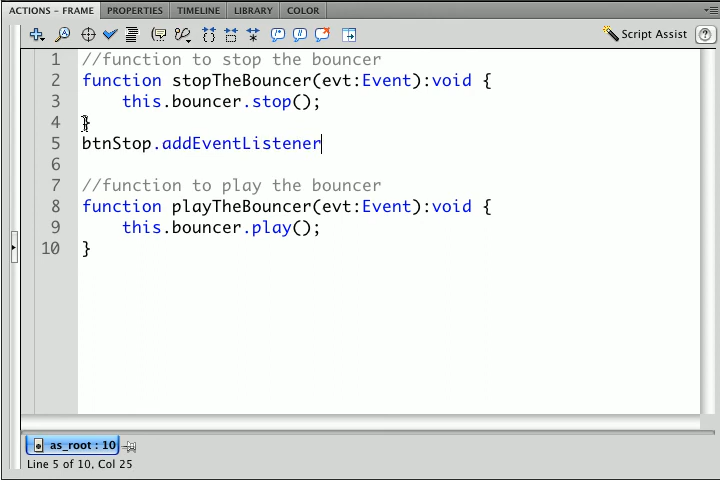 ACTIONS – FRAME PROPERTIES TIMELINE LIBRARY COLOR
Script Assist ?
1 //function to stop the bouncer
2 function stopTheBouncer(evt:Event):void {
3 this.bouncer.stop();
4 }
5 btnStop.addEventListener
6
7 //function to play the bouncer
8 function playTheBouncer(evt:Event):void {
9 this.bouncer.play();
10 }
as_root : 10
Line 5 of 10, Col 25